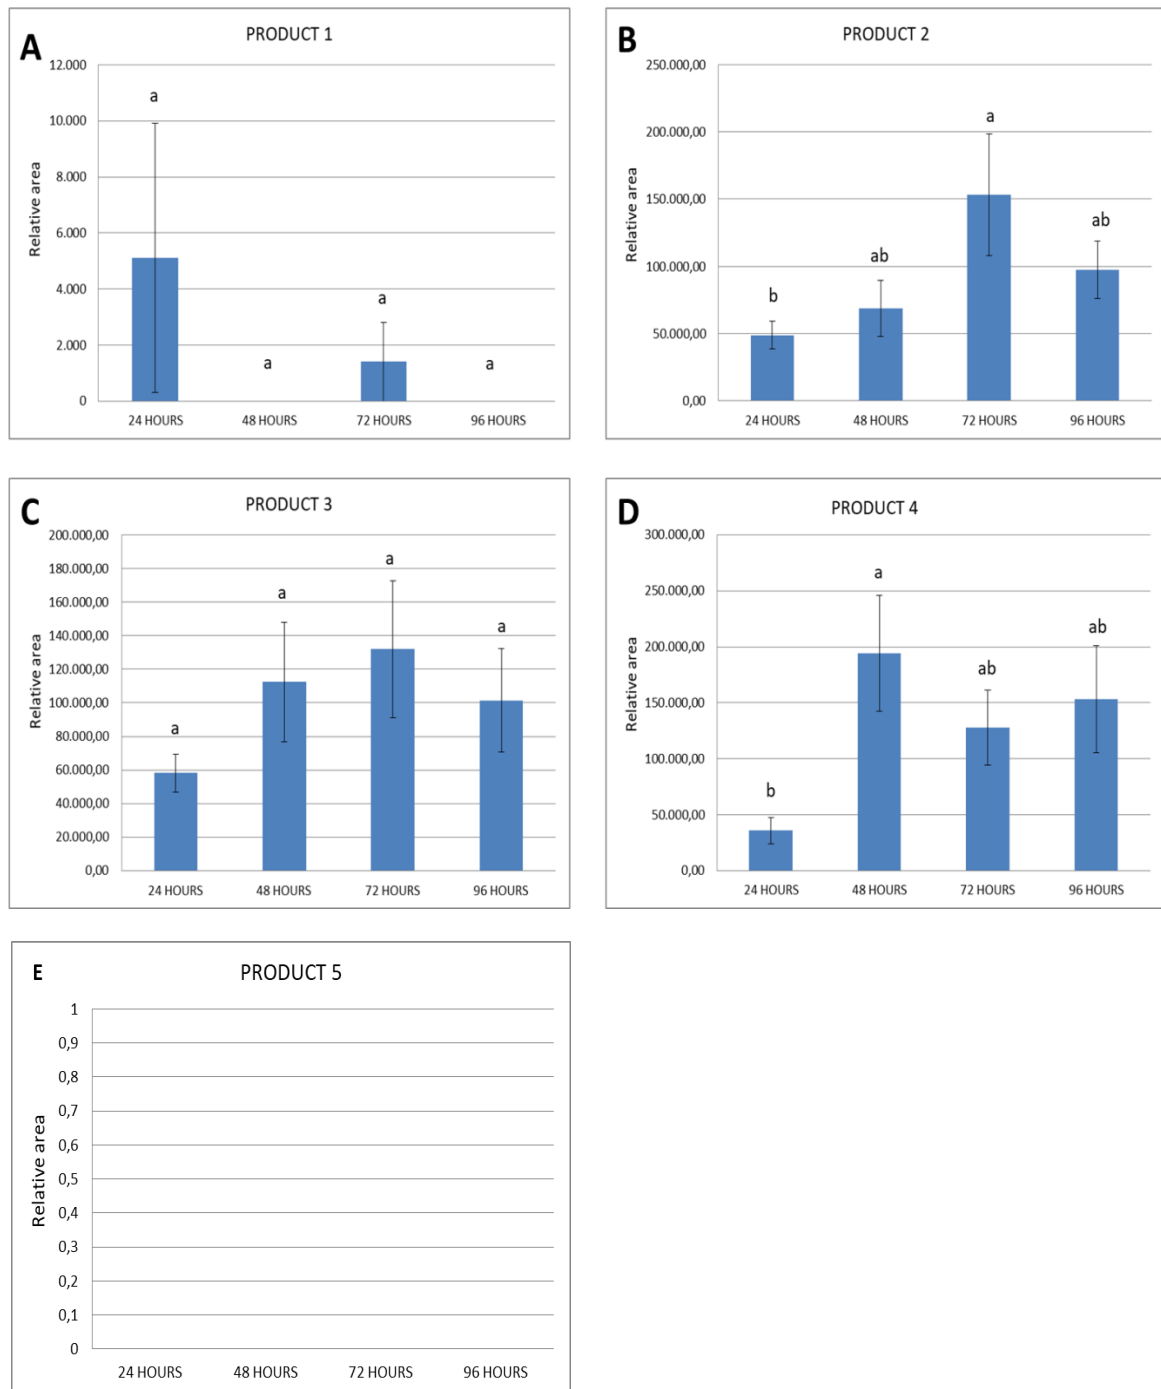 A
PRODUCT 1
Relative area
12.000
10.000
8.000
6.000
4.000
2.000
0
a
a
a
a
24 HOURS
48 HOURS
72 HOURS
96 HOURS
B
PRODUCT 2
Relative area
250.000,00
200.000,00
150.000,00
100.000,00
50.000,00
0,00
b
ab
a
ab
24 HOURS
48 HOURS
72 HOURS
96 HOURS
C
PRODUCT 3
Relative area
200.000,00
180.000,00
160.000,00
140.000,00
120.000,00
100.000,00
80.000,00
60.000,00
40.000,00
20.000,00
0,00
a
a
a
a
24 HOURS
48 HOURS
72 HOURS
96 HOURS
D
PRODUCT 4
Relative area
300.000,00
250.000,00
200.000,00
150.000,00
100.000,00
50.000,00
0,00
b
a
ab
ab
24 HOURS
48 HOURS
72 HOURS
96 HOURS
E
PRODUCT 5
Relative area
1
0,9
0,8
0,7
0,6
0,5
0,4
0,3
0,2
0,1
0
24 HOURS
48 HOURS
72 HOURS
96 HOURS